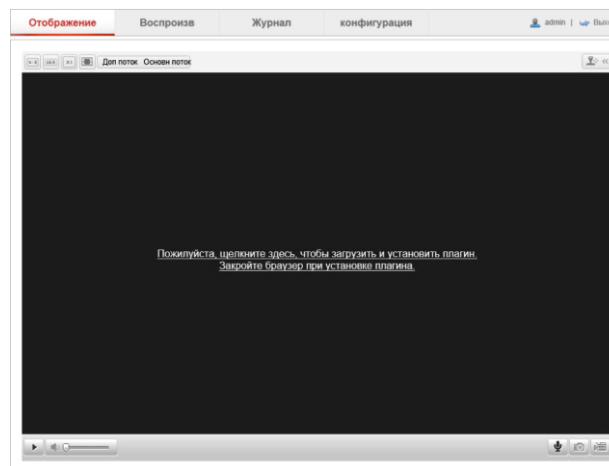 Отображение
Воспроизв
Журнал
конфигурация
admin |
Доп поток Основн поток
Пожилуйста, щелкните здесь, чтобы загрузить и установить плагин.
Закройте браузер при установке плагина.